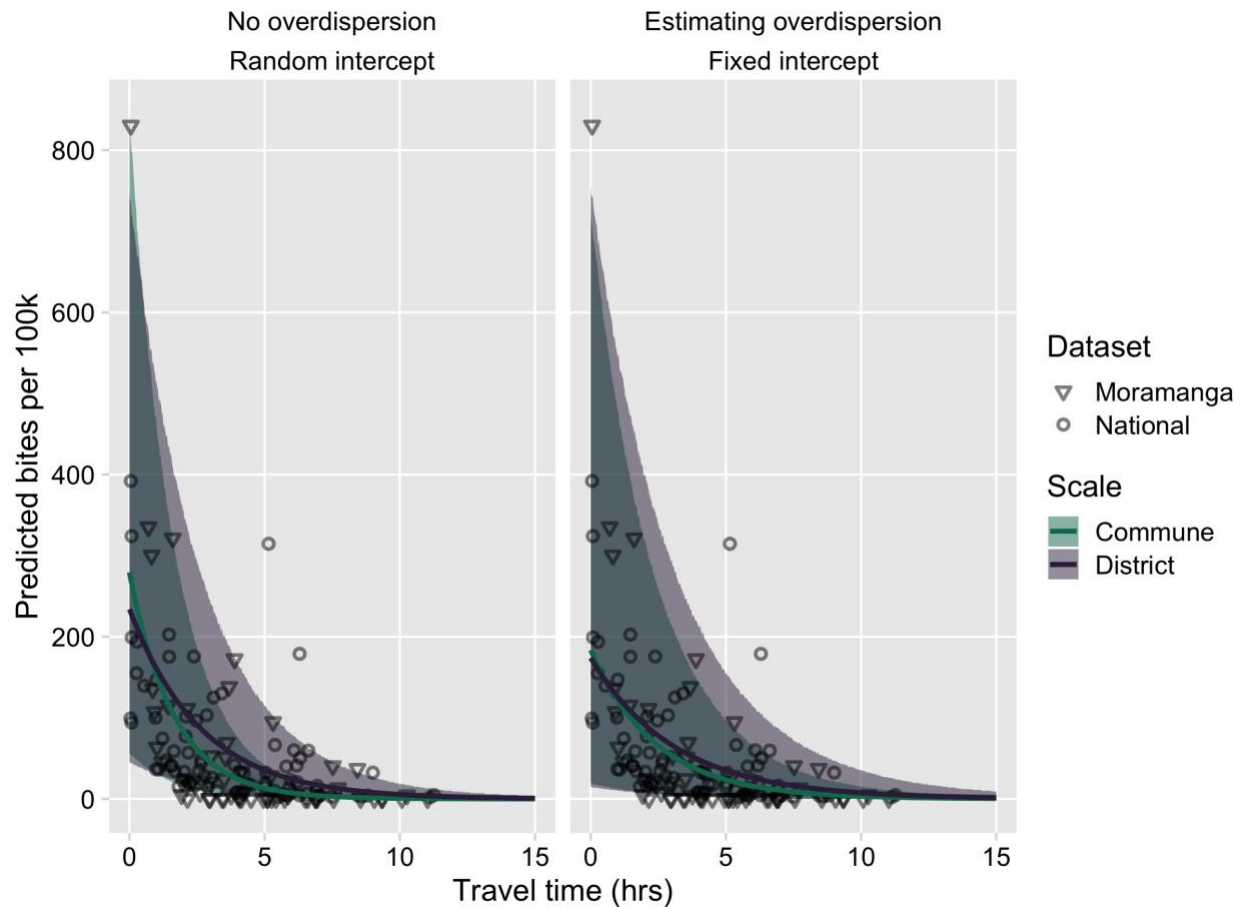 No overdispersion
Random intercept
Estimating overdispersion
Fixed intercept
Predicted bites per 100k
800
600
400
200
0
0 5 10 15
0 5 10 15
Travel time (hrs)
Dataset
Moramanga
National
Scale
Commune
District